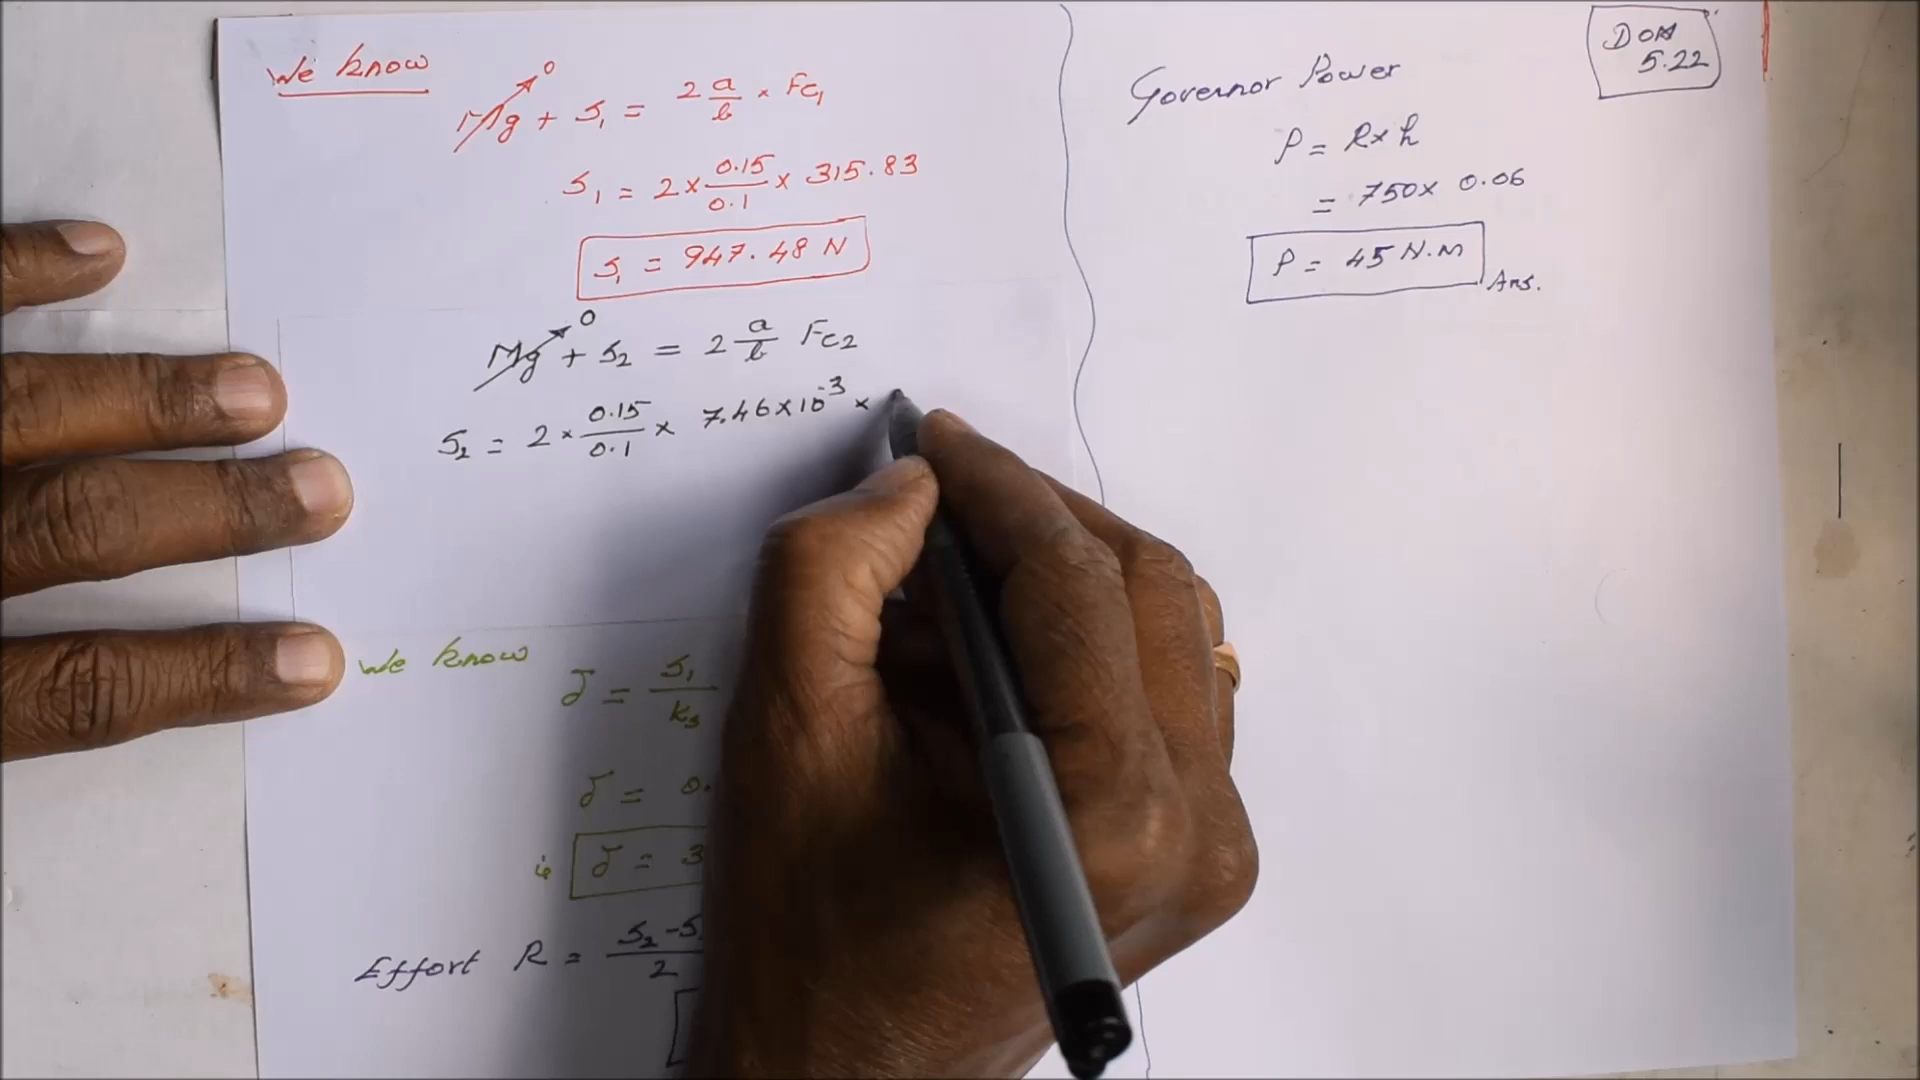 We know
Mg + S₁ = 2 a/b × Fc₁
0
S₁ = 2 × 0.15/0.1 × 315.83
S₁ = 947.48 N
Mg + S₂ = 2 a/b Fc₂
0
S₂ = 2 × 0.15/0.1 × 7.46×10⁻³ ×
We know
δ = S₁/ks
δ = 0.
δ = 3
Effort R = S₂-S/2
DOM
5.22
Governor Power
P = R × h
= 750 × 0.06
P = 45 N.m
Ans.